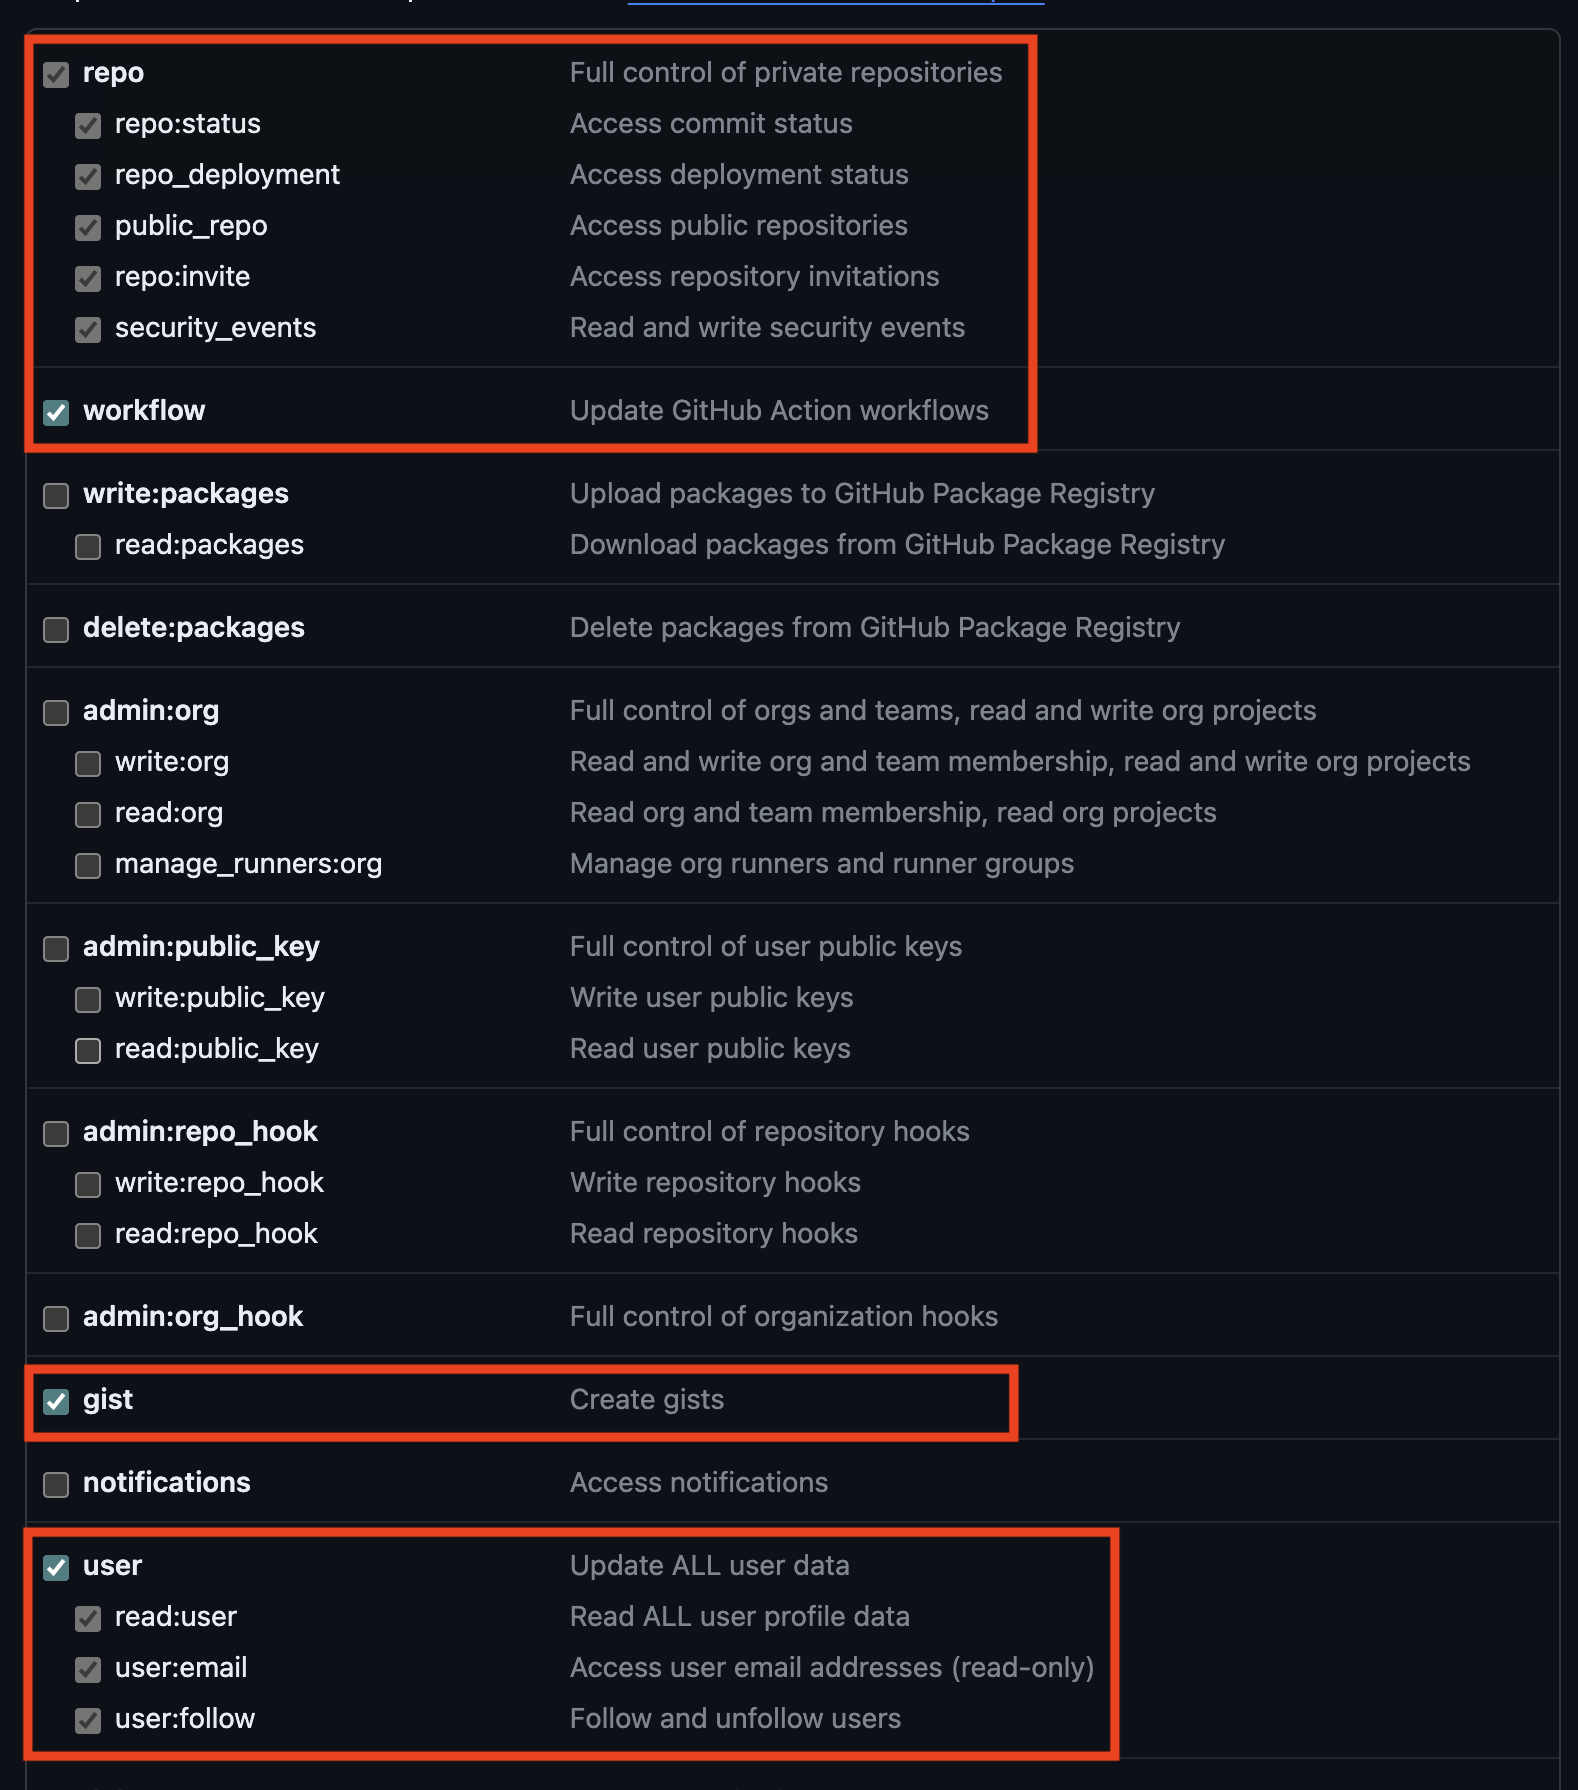 repo Full control of private repositories
repo:status Access commit status
repo_deployment Access deployment status
public_repo Access public repositories
repo:invite Access repository invitations
security_events Read and write security events
workflow Update GitHub Action workflows
write:packages Upload packages to GitHub Package Registry
read:packages Download packages from GitHub Package Registry
delete:packages Delete packages from GitHub Package Registry
admin:org Full control of orgs and teams, read and write org projects
write:org Read and write org and team membership, read and write org projects
read:org Read org and team membership, read org projects
manage_runners:org Manage org runners and runner groups
admin:public_key Full control of user public keys
write:public_key Write user public keys
read:public_key Read user public keys
admin:repo_hook Full control of repository hooks
write:repo_hook Write repository hooks
read:repo_hook Read repository hooks
admin:org_hook Full control of organization hooks
gist Create gists
notifications Access notifications
user Update ALL user data
read:user Read ALL user profile data
user:email Access user email addresses (read-only)
user:follow Follow and unfollow users